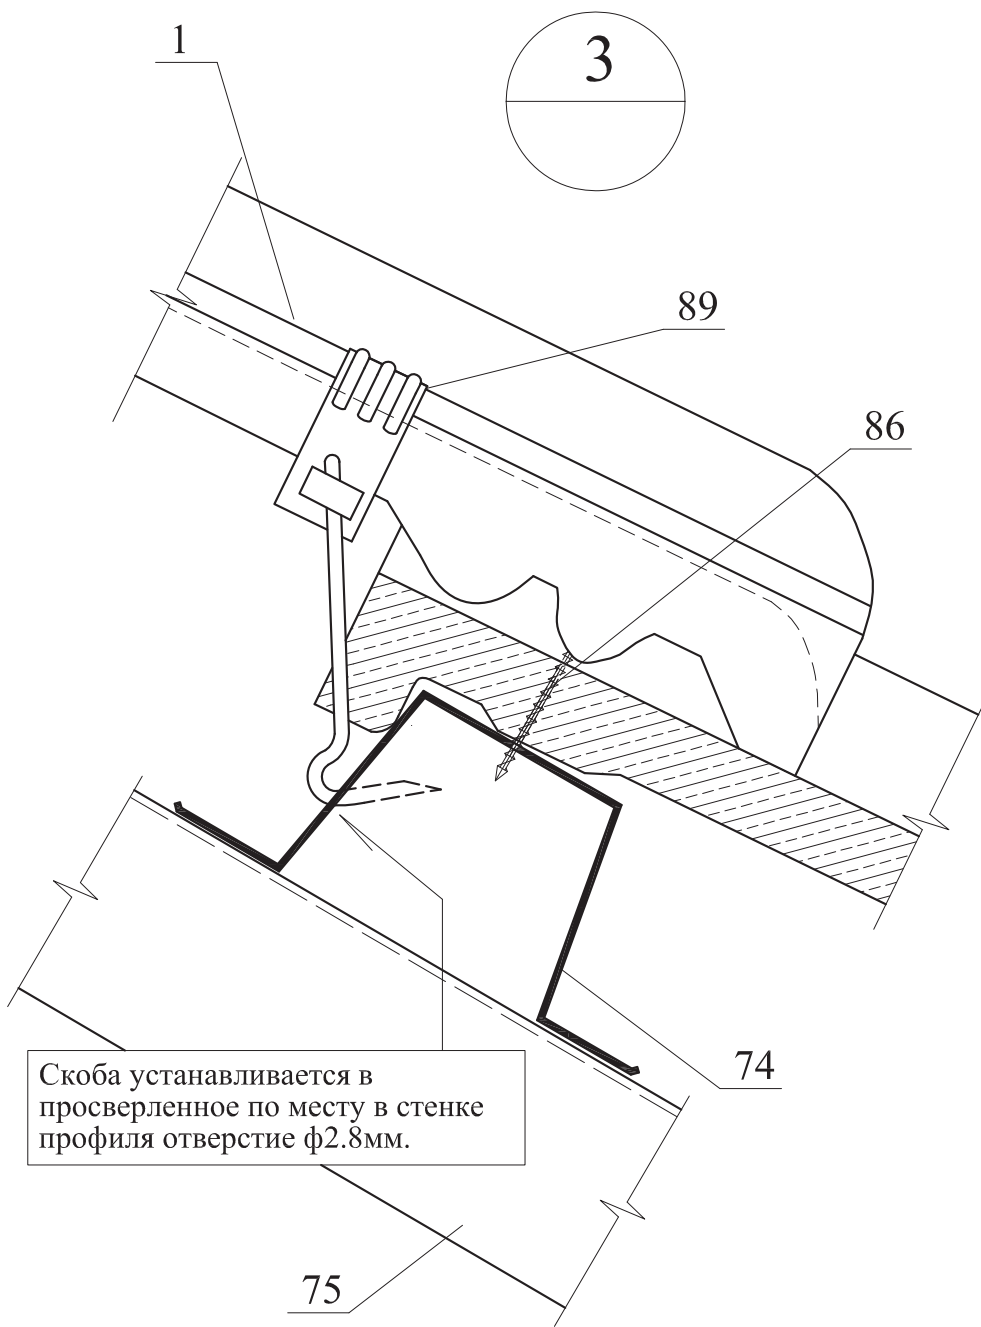 1
3
89
86
74
Скоба устанавливается в
просверленное по месту в стенке
профиля отверстие ф2.8мм.
75